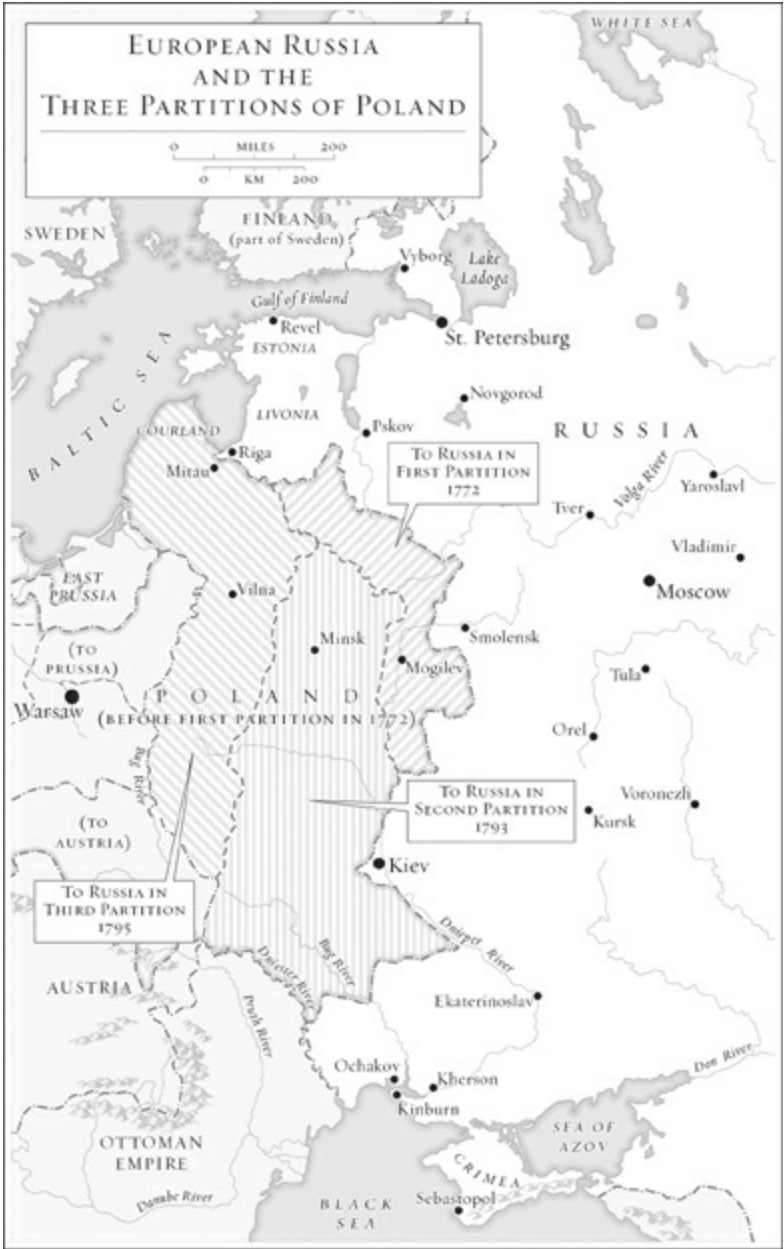 EUROPEAN RUSSIA
AND THE
THREE PARTITIONS OF POLAND
0 MILES 200
0 KM 200
WHITE SEA
SWEDEN
FINLAND
(part of Sweden)
Vyborg
Lake
Ladoga
Gulf of Finland
Revel
ESTONIA
St. Petersburg
BALTIC SEA
Novgorod
LIVONIA
COURLAND
Pskov
RUSSIA
Riga
Mitau
TO RUSSIA IN
FIRST PARTITION
1772
Volga River
Yaroslavl
Tver
Vladimir
EAST
PRUSSIA
Vilna
Moscow
(TO
PRUSSIA)
Minsk
Smolensk
Mogilev
Tula
Warsaw
POLAND
(BEFORE FIRST PARTITION IN 1772)
Orel
Bug River
TO RUSSIA IN
SECOND PARTITION
1793
Voronezh
Kursk
(TO
AUSTRIA)
Kiev
TO RUSSIA IN
THIRD PARTITION
1795
Dnieper River
Bug River
Dniester River
AUSTRIA
Pruth River
Ekaterinoslav
Don River
Ochakov
Kherson
Kinburn
SEA OF
AZOV
OTTOMAN
EMPIRE
CRIMEA
Danube River
BLACK
SEA
Sebastopol